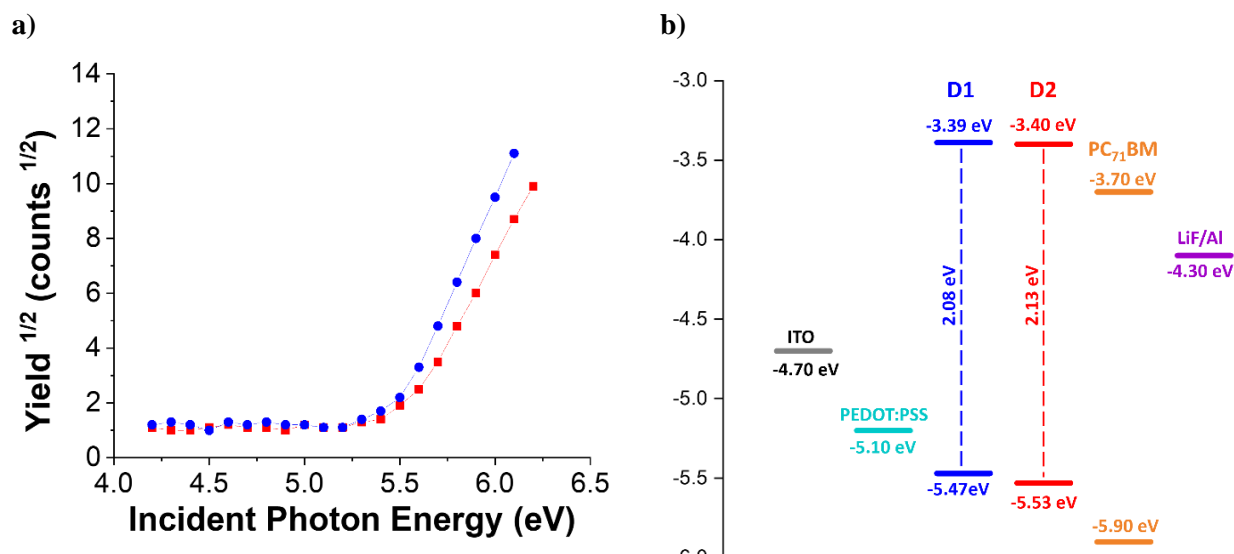 a)
Yield 1/2 (counts 1/2)
14
12
10
8
6
4
2
0
4.0 4.5 5.0 5.5 6.0 6.5
Incident Photon Energy (eV)
b)
-3.0
-3.5
-4.0
-4.5
-5.0
-5.5
-6.0
ITO
-4.70 eV
PEDOT:PSS
-5.10 eV
D1
-3.39 eV
2.08 eV
-5.47eV
D2
-3.40 eV
2.13 eV
-5.53 eV
PC71BM
-3.70 eV
-5.90 eV
LiF/Al
-4.30 eV